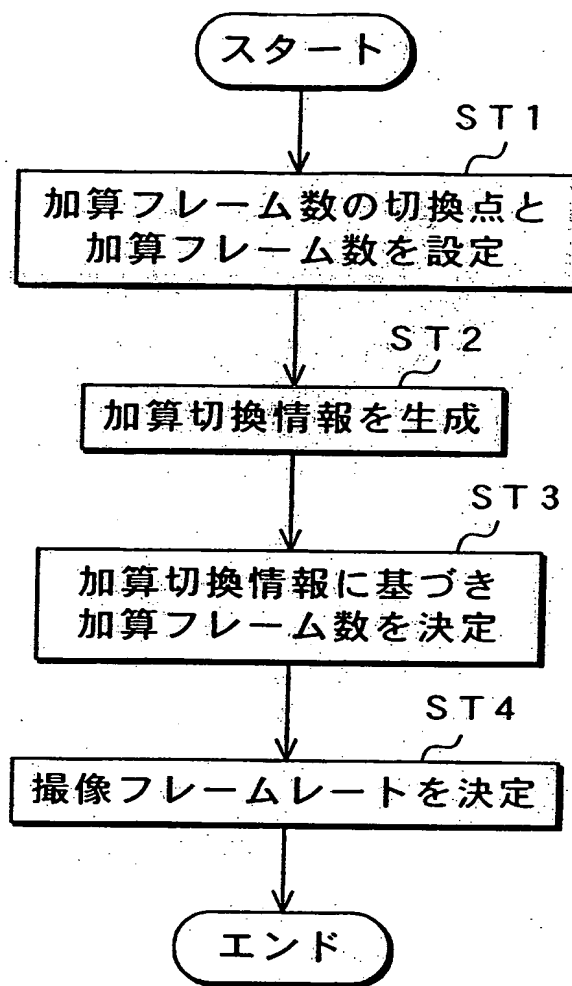 スタート
ST1
加算フレーム数の切換点と
加算フレーム数を設定
ST2
加算切換情報を生成
ST3
加算切換情報に基づき
加算フレーム数を決定
ST4
撮像フレームレートを決定
エンド